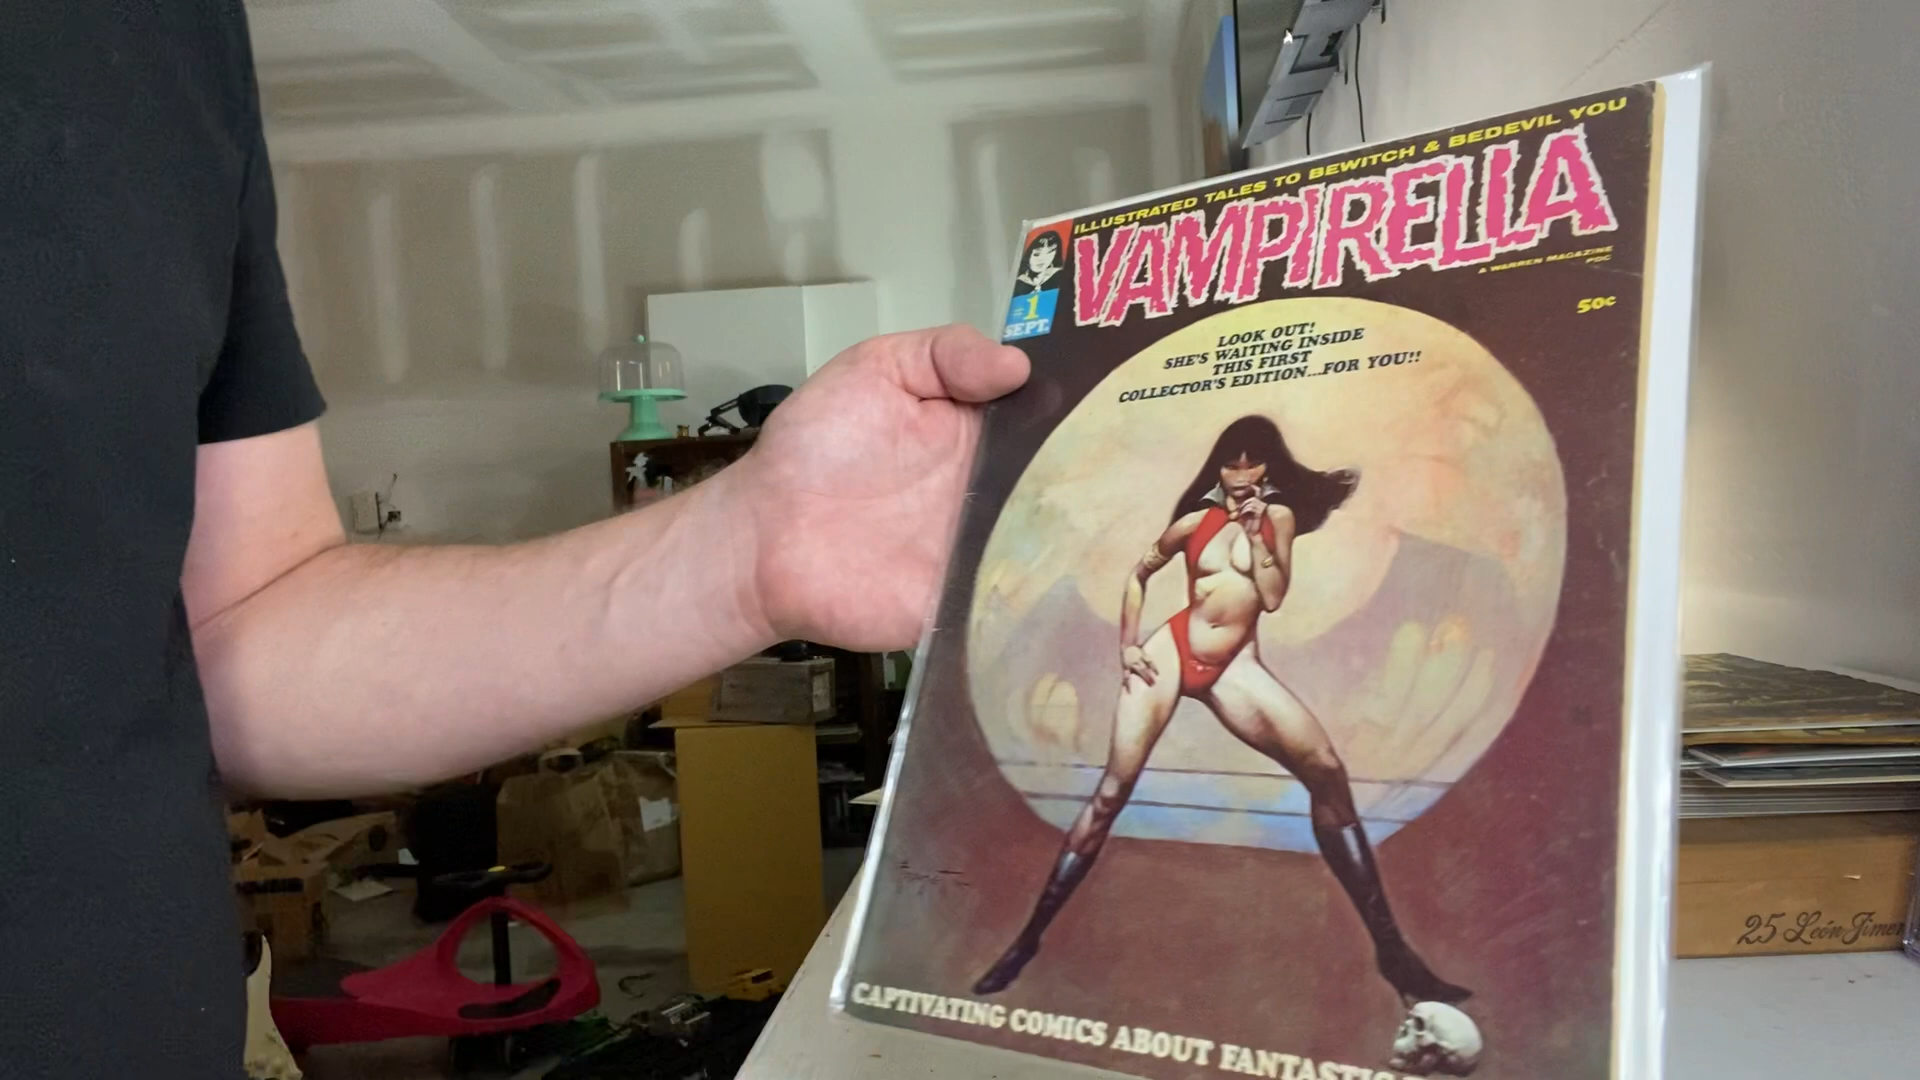 ILLUSTRATED TALES TO BEWITCH & BEDEVIL YOU
VAMPIRELLA
A WARREN MAGAZINE
PDC
#1
SEPT.
50¢
LOOK OUT!
SHE'S WAITING INSIDE
THIS FIRST
COLLECTOR'S EDITION...FOR YOU!!
CAPTIVATING COMICS ABOUT FANTASTIC
25 León Jimen